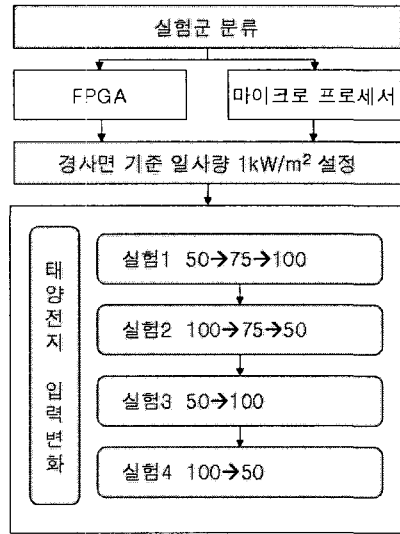 실험군 분류
FPGA
마이크로 프로세서
경사면 기준 일사량 1kW/m² 설정
태양전지 입력변화
실험1 50→75→100
실험2 100→75→50
실험3 50→100
실험4 100→50